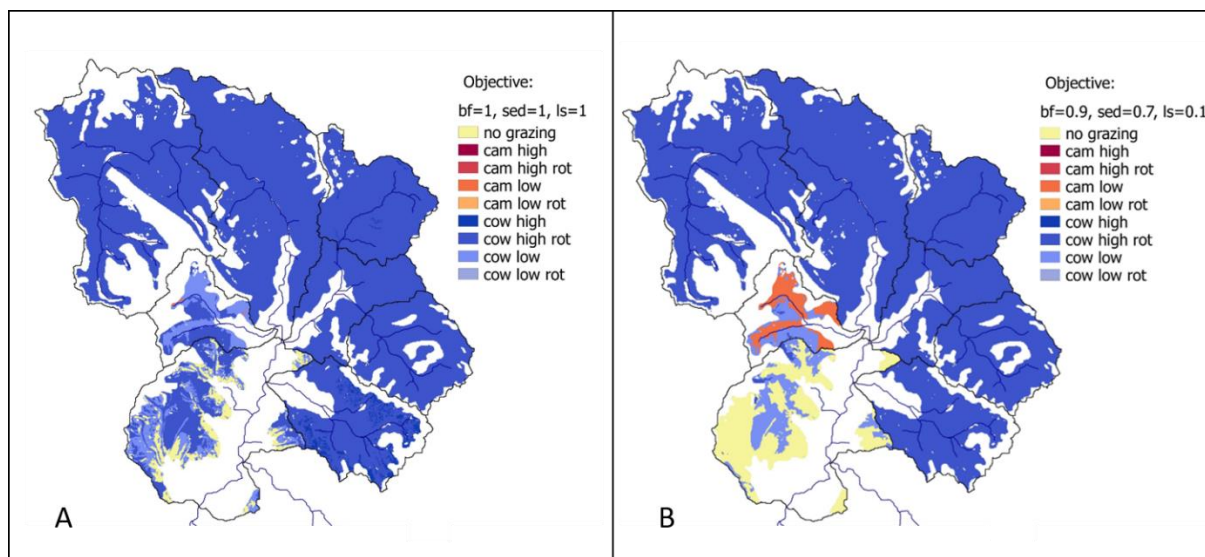 Objective:
bf=1, sed=1, ls=1
no grazing
cam high
cam high rot
cam low
cam low rot
cow high
cow high rot
cow low
cow low rot
A
Objective:
bf=0.9, sed=0.7, ls=0.1
no grazing
cam high
cam high rot
cam low
cam low rot
cow high
cow high rot
cow low
cow low rot
B